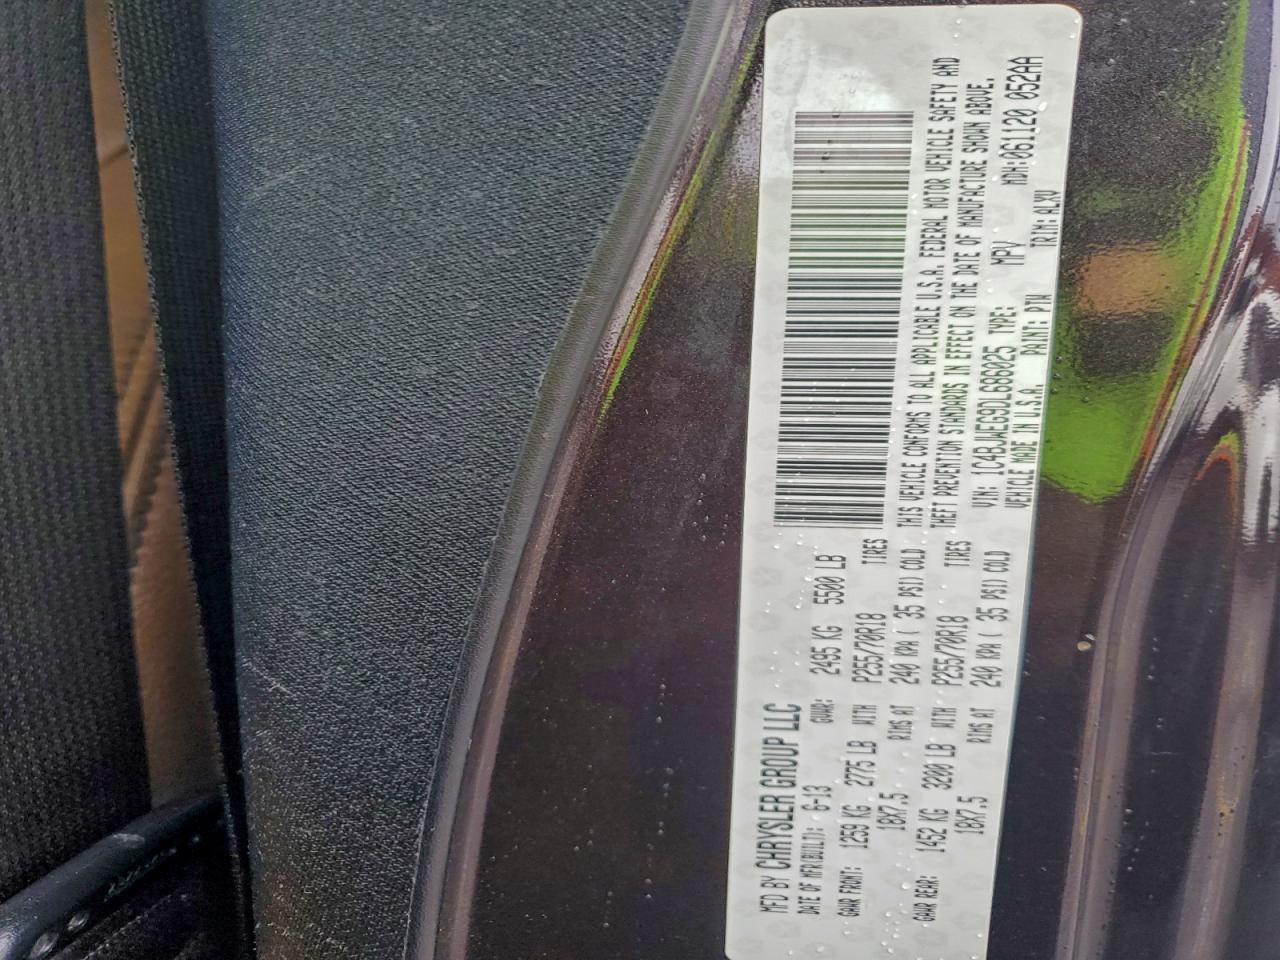 MFD BY CHRYSLER GROUP LLC
DATE OF MFR(BUILT): 6-13 GVWR: 2495 KG 5500 LB
GAWR FRONT: 1259 KG 2775 LB WITH P255/70R18 TIRES
18X7.5 RIMS AT 240 KPA( 35 PSI) COLD
GAWR REAR: 1452 KG 3200 LB WITH P255/70R18 TIRES
18X7.5 RIMS AT 240 KPA( 35 PSI) COLD
THIS VEHICLE CONFORMS TO ALL APPLICABLE U.S.A. FEDERAL MOTOR VEHICLE SAFETY AND
THEFT PREVENTION STANDARDS IN EFFECT ON THE DATE OF MANUFACTURE SHOWN ABOVE.
VIN: 1C4BJWEG9DL686025 TYPE: MPV MDH:061120 052AA
VEHICLE MADE IN U.S.A. PAINT: PTW TRIM: ALXV